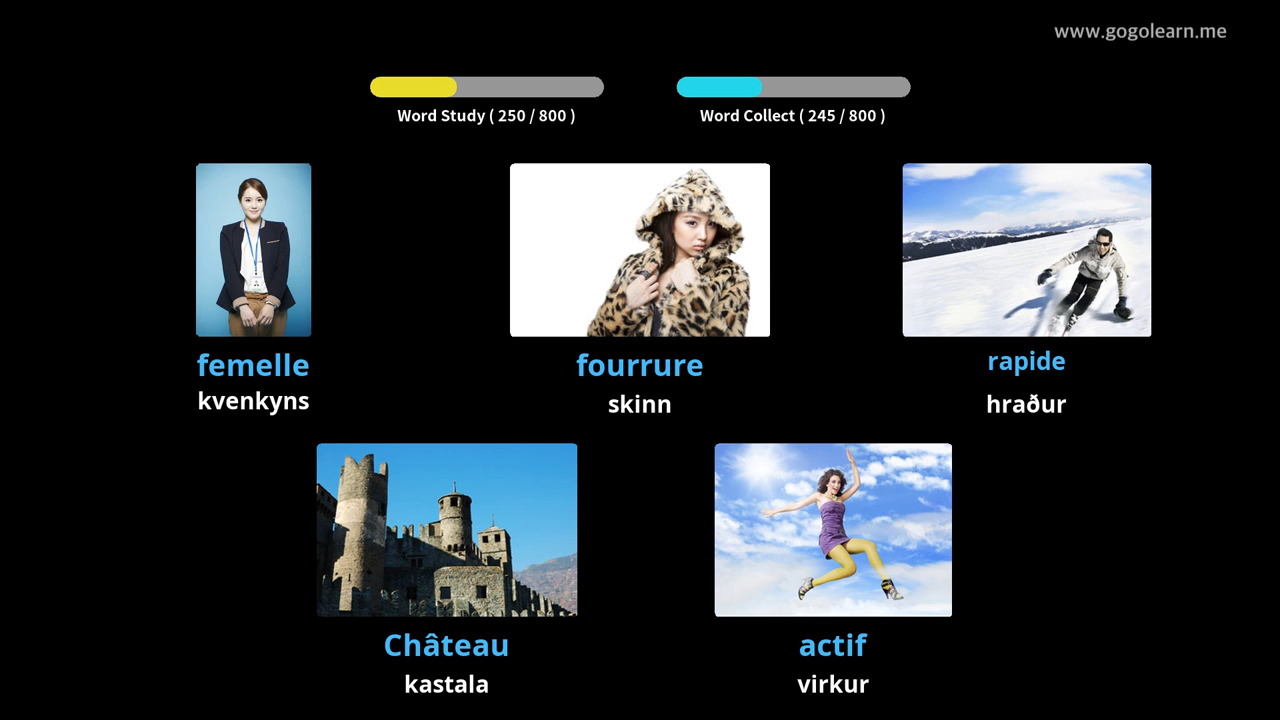 www.gogolearn.me
Word Study ( 250 / 800 )
Word Collect ( 245 / 800 )
femelle
kvenkyns
fourrure
skinn
rapide
hraður
Château
kastala
actif
virkur